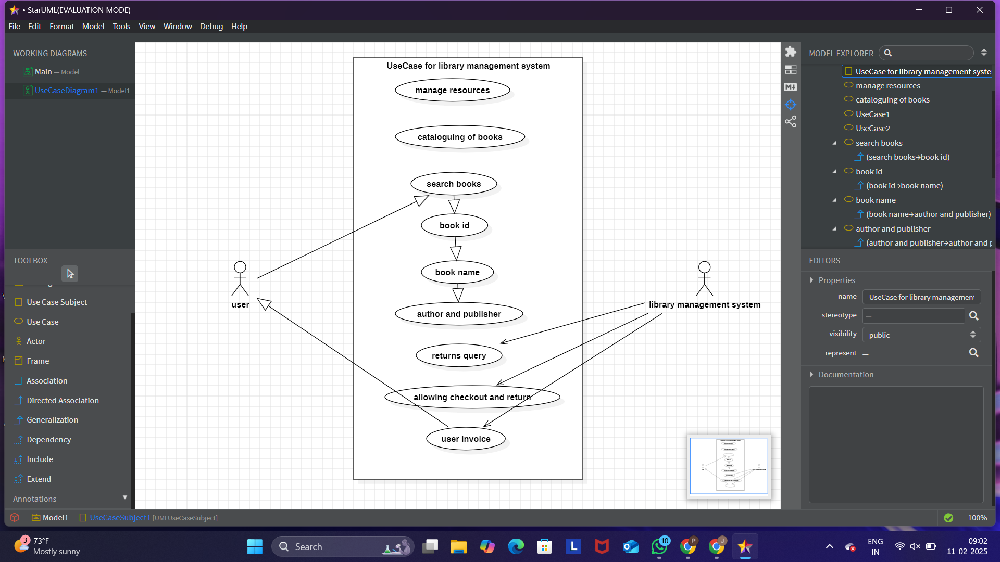 • StarUML(EVALUATION MODE)
File Edit Format Model Tools View Window Debug Help
WORKING DIAGRAMS
Main — Model
UseCaseDiagram1 — Model1
TOOLBOX
Package
Use Case Subject
Use Case
Actor
Frame
Association
Directed Association
Generalization
Dependency
Include
Extend
Annotations
UseCase for library management system
manage resources
cataloguing of books
search books
book id
book name
author and publisher
returns query
allowing checkout and return
user invoice
user
library management system
MODEL EXPLORER
UseCase for library management syste
manage resources
cataloguing of books
UseCase1
UseCase2
search books
(search books→book id)
book id
(book id→book name)
book name
(book name→author and publisher)
author and publisher
(author and publisher→author and p
EDITORS
Properties
name UseCase for library management
stereotype —
visibility public
represent —
Documentation
Model1 UseCaseSubject1 [UMLUseCaseSubject]
100%
3 73°F
Mostly sunny
Search
L
10
P
J
ENG
IN
09:02
11-02-2025